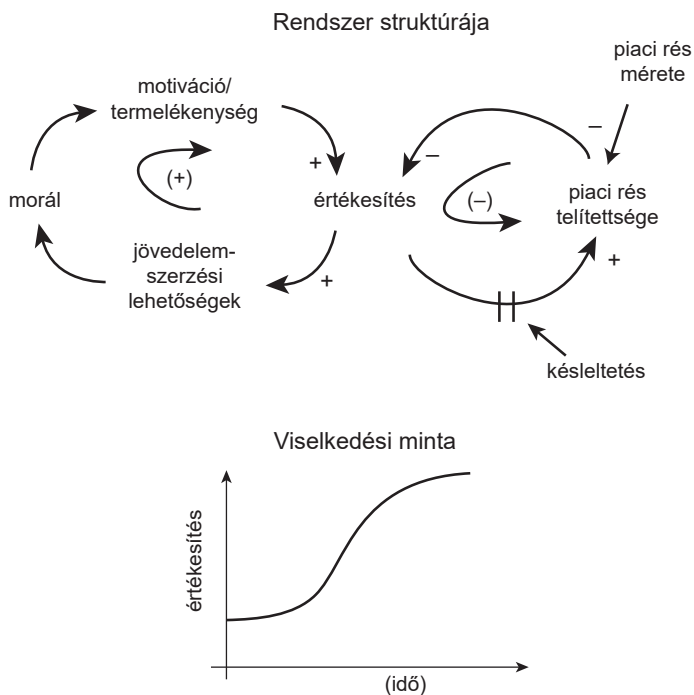 Rendszer struktúrája
piaci rés
mérete
motiváció/
termelékenység
–
+
–
(+)
(–)
morál
értékesítés
piaci rés
telítettsége
jövedelem-
szerzési
lehetőségek
+
+
késleltetés
Viselkedési minta
értékesítés
(idő)